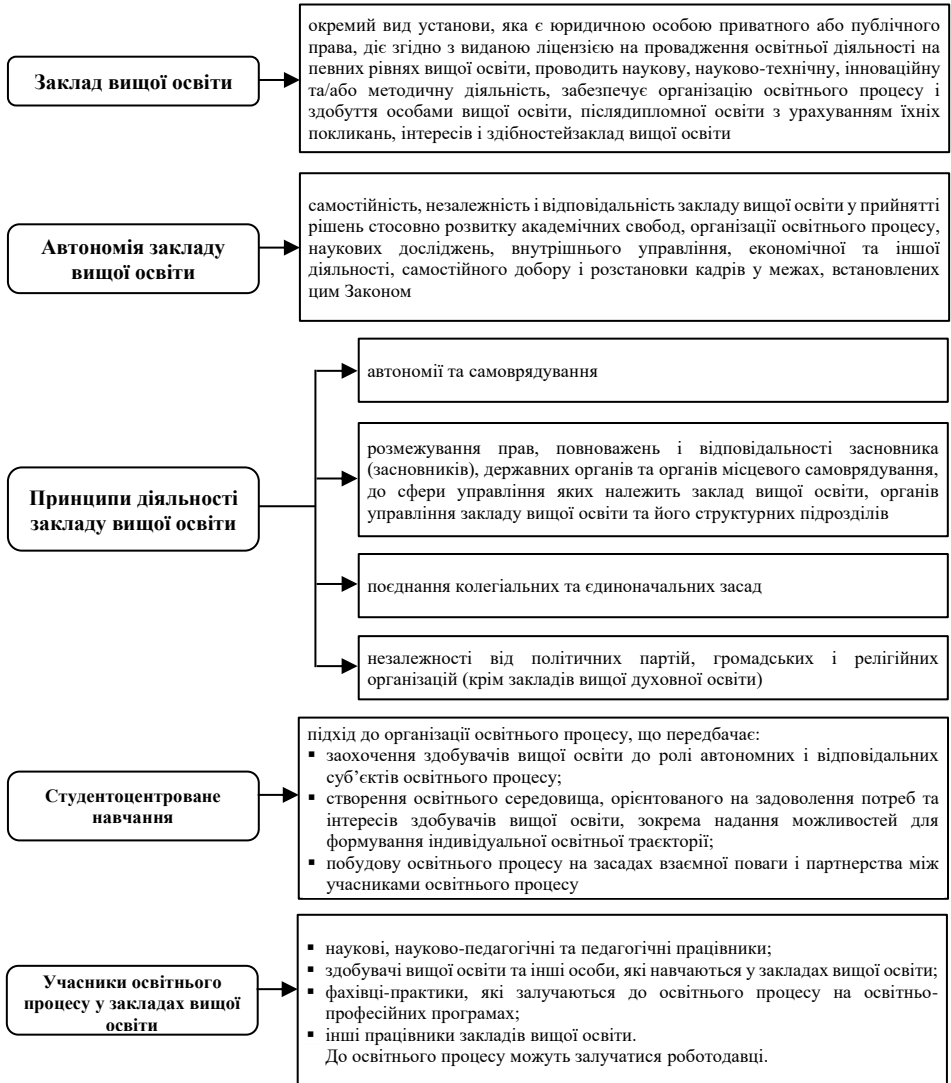 Заклад вищої освіти
окремий вид установи, яка є юридичною особою приватного або публічного
права, діє згідно з виданою ліцензією на провадження освітньої діяльності на
певних рівнях вищої освіти, проводить наукову, науково-технічну, інноваційну
та/або методичну діяльність, забезпечує організацію освітнього процесу і
здобуття особами вищої освіти, післядипломної освіти з урахуванням їхніх
покликань, інтересів і здібностейзаклад вищої освіти
Автономія закладу
вищої освіти
самостійність, незалежність і відповідальність закладу вищої освіти у прийнятті
рішень стосовно розвитку академічних свобод, організації освітнього процесу,
наукових досліджень, внутрішнього управління, економічної та іншої
діяльності, самостійного добору і розстановки кадрів у межах, встановлених
цим Законом
Принципи діяльності
закладу вищої освіти
автономії та самоврядування
розмежування прав, повноважень і відповідальності засновника
(засновників), державних органів та органів місцевого самоврядування,
до сфери управління яких належить заклад вищої освіти, органів
управління закладу вищої освіти та його структурних підрозділів
поєднання колегіальних та єдиноначальних засад
незалежності від політичних партій, громадських і релігійних
організацій (крім закладів вищої духовної освіти)
Студентоцентроване
навчання
підхід до організації освітнього процесу, що передбачає:
▪ заохочення здобувачів вищої освіти до ролі автономних і відповідальних
суб’єктів освітнього процесу;
▪ створення освітнього середовища, орієнтованого на задоволення потреб та
інтересів здобувачів вищої освіти, зокрема надання можливостей для
формування індивідуальної освітньої траєкторії;
▪ побудову освітнього процесу на засадах взаємної поваги і партнерства між
учасниками освітнього процесу
Учасники освітнього
процесу у закладах вищої
освіти
▪ наукові, науково-педагогічні та педагогічні працівники;
▪ здобувачі вищої освіти та інші особи, які навчаються у закладах вищої освіти;
▪ фахівці-практики, які залучаються до освітнього процесу на освітньо-
професійних програмах;
▪ інші працівники закладів вищої освіти.
До освітнього процесу можуть залучатися роботодавці.